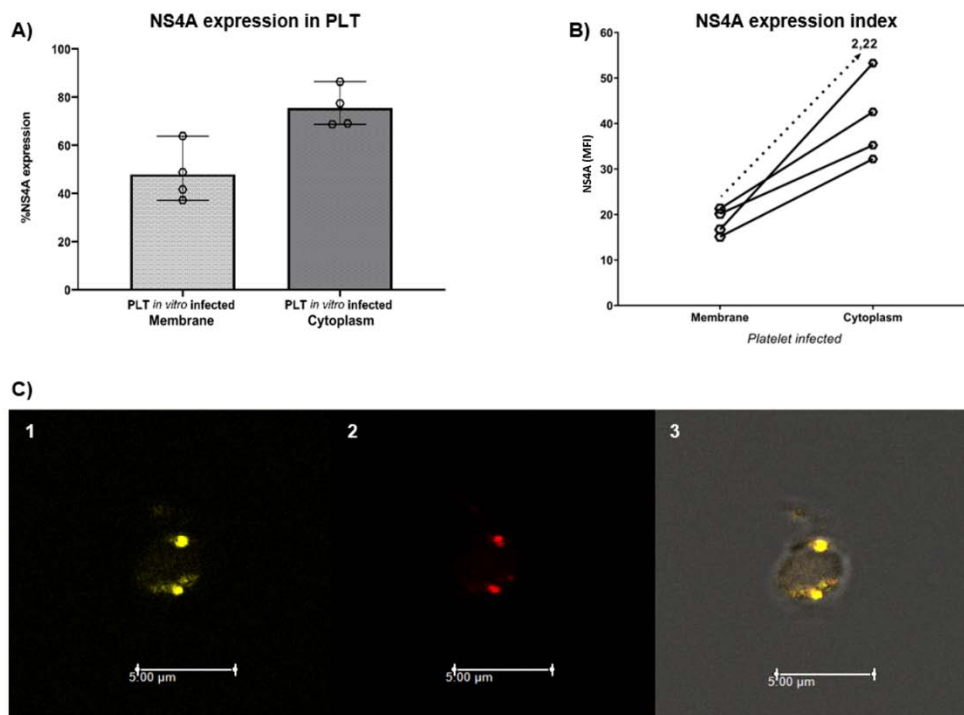 A)
NS4A expression in PLT
%NS4A expression
100
80
60
40
20
0
PLT in vitro infected
Membrane
PLT in vitro infected
Cytoplasm
B)
NS4A expression index
2,22
NS4A (MFI)
60
50
40
30
20
10
0
Membrane
Cytoplasm
Platelet infected
C)
1
5.00 µm
2
5.00 µm
3
5.00 µm